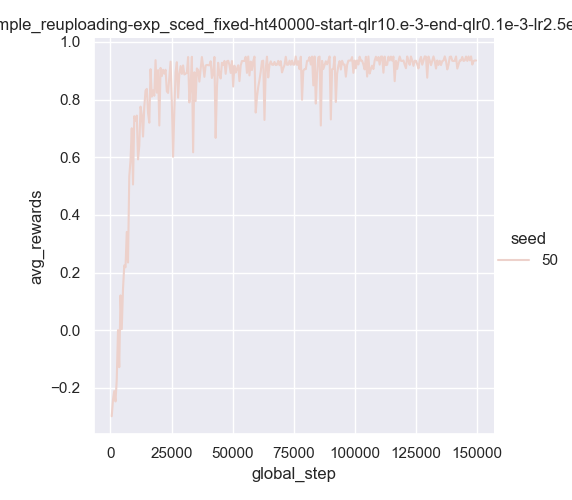 mple_reuploading-exp_sced_fixed-ht40000-start-qlr10.e-3-end-qlr0.1e-3-lr2.5e
1.0
0.8
0.6
0.4
0.2
0.0
−0.2
avg_rewards
0 25000 50000 75000 100000 125000 150000
global_step
seed
50